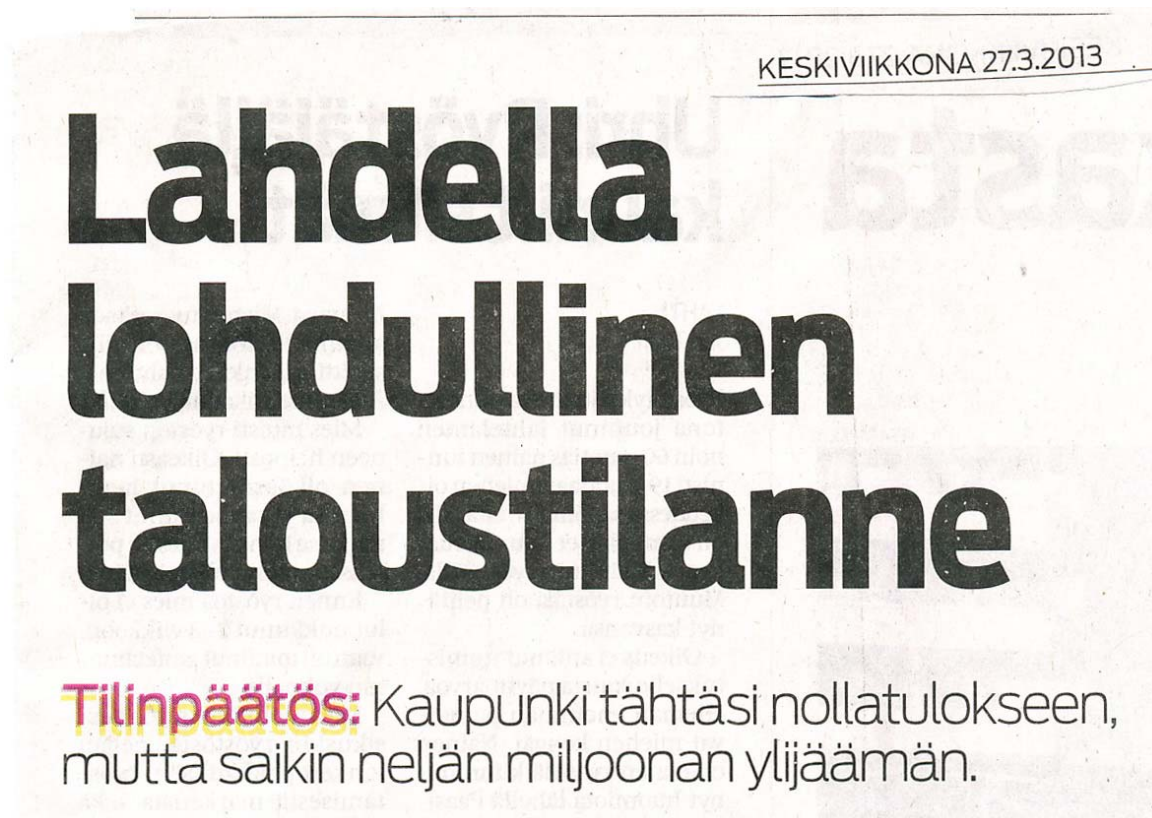 KESKIVIIKKONA 27.3.2013
Lahdella
lohdullinen
taloustilanne
Tilinpäätös: Kaupunki tähtäsi nollatulokseen,
mutta saikin neljän miljoonan ylijäämän.